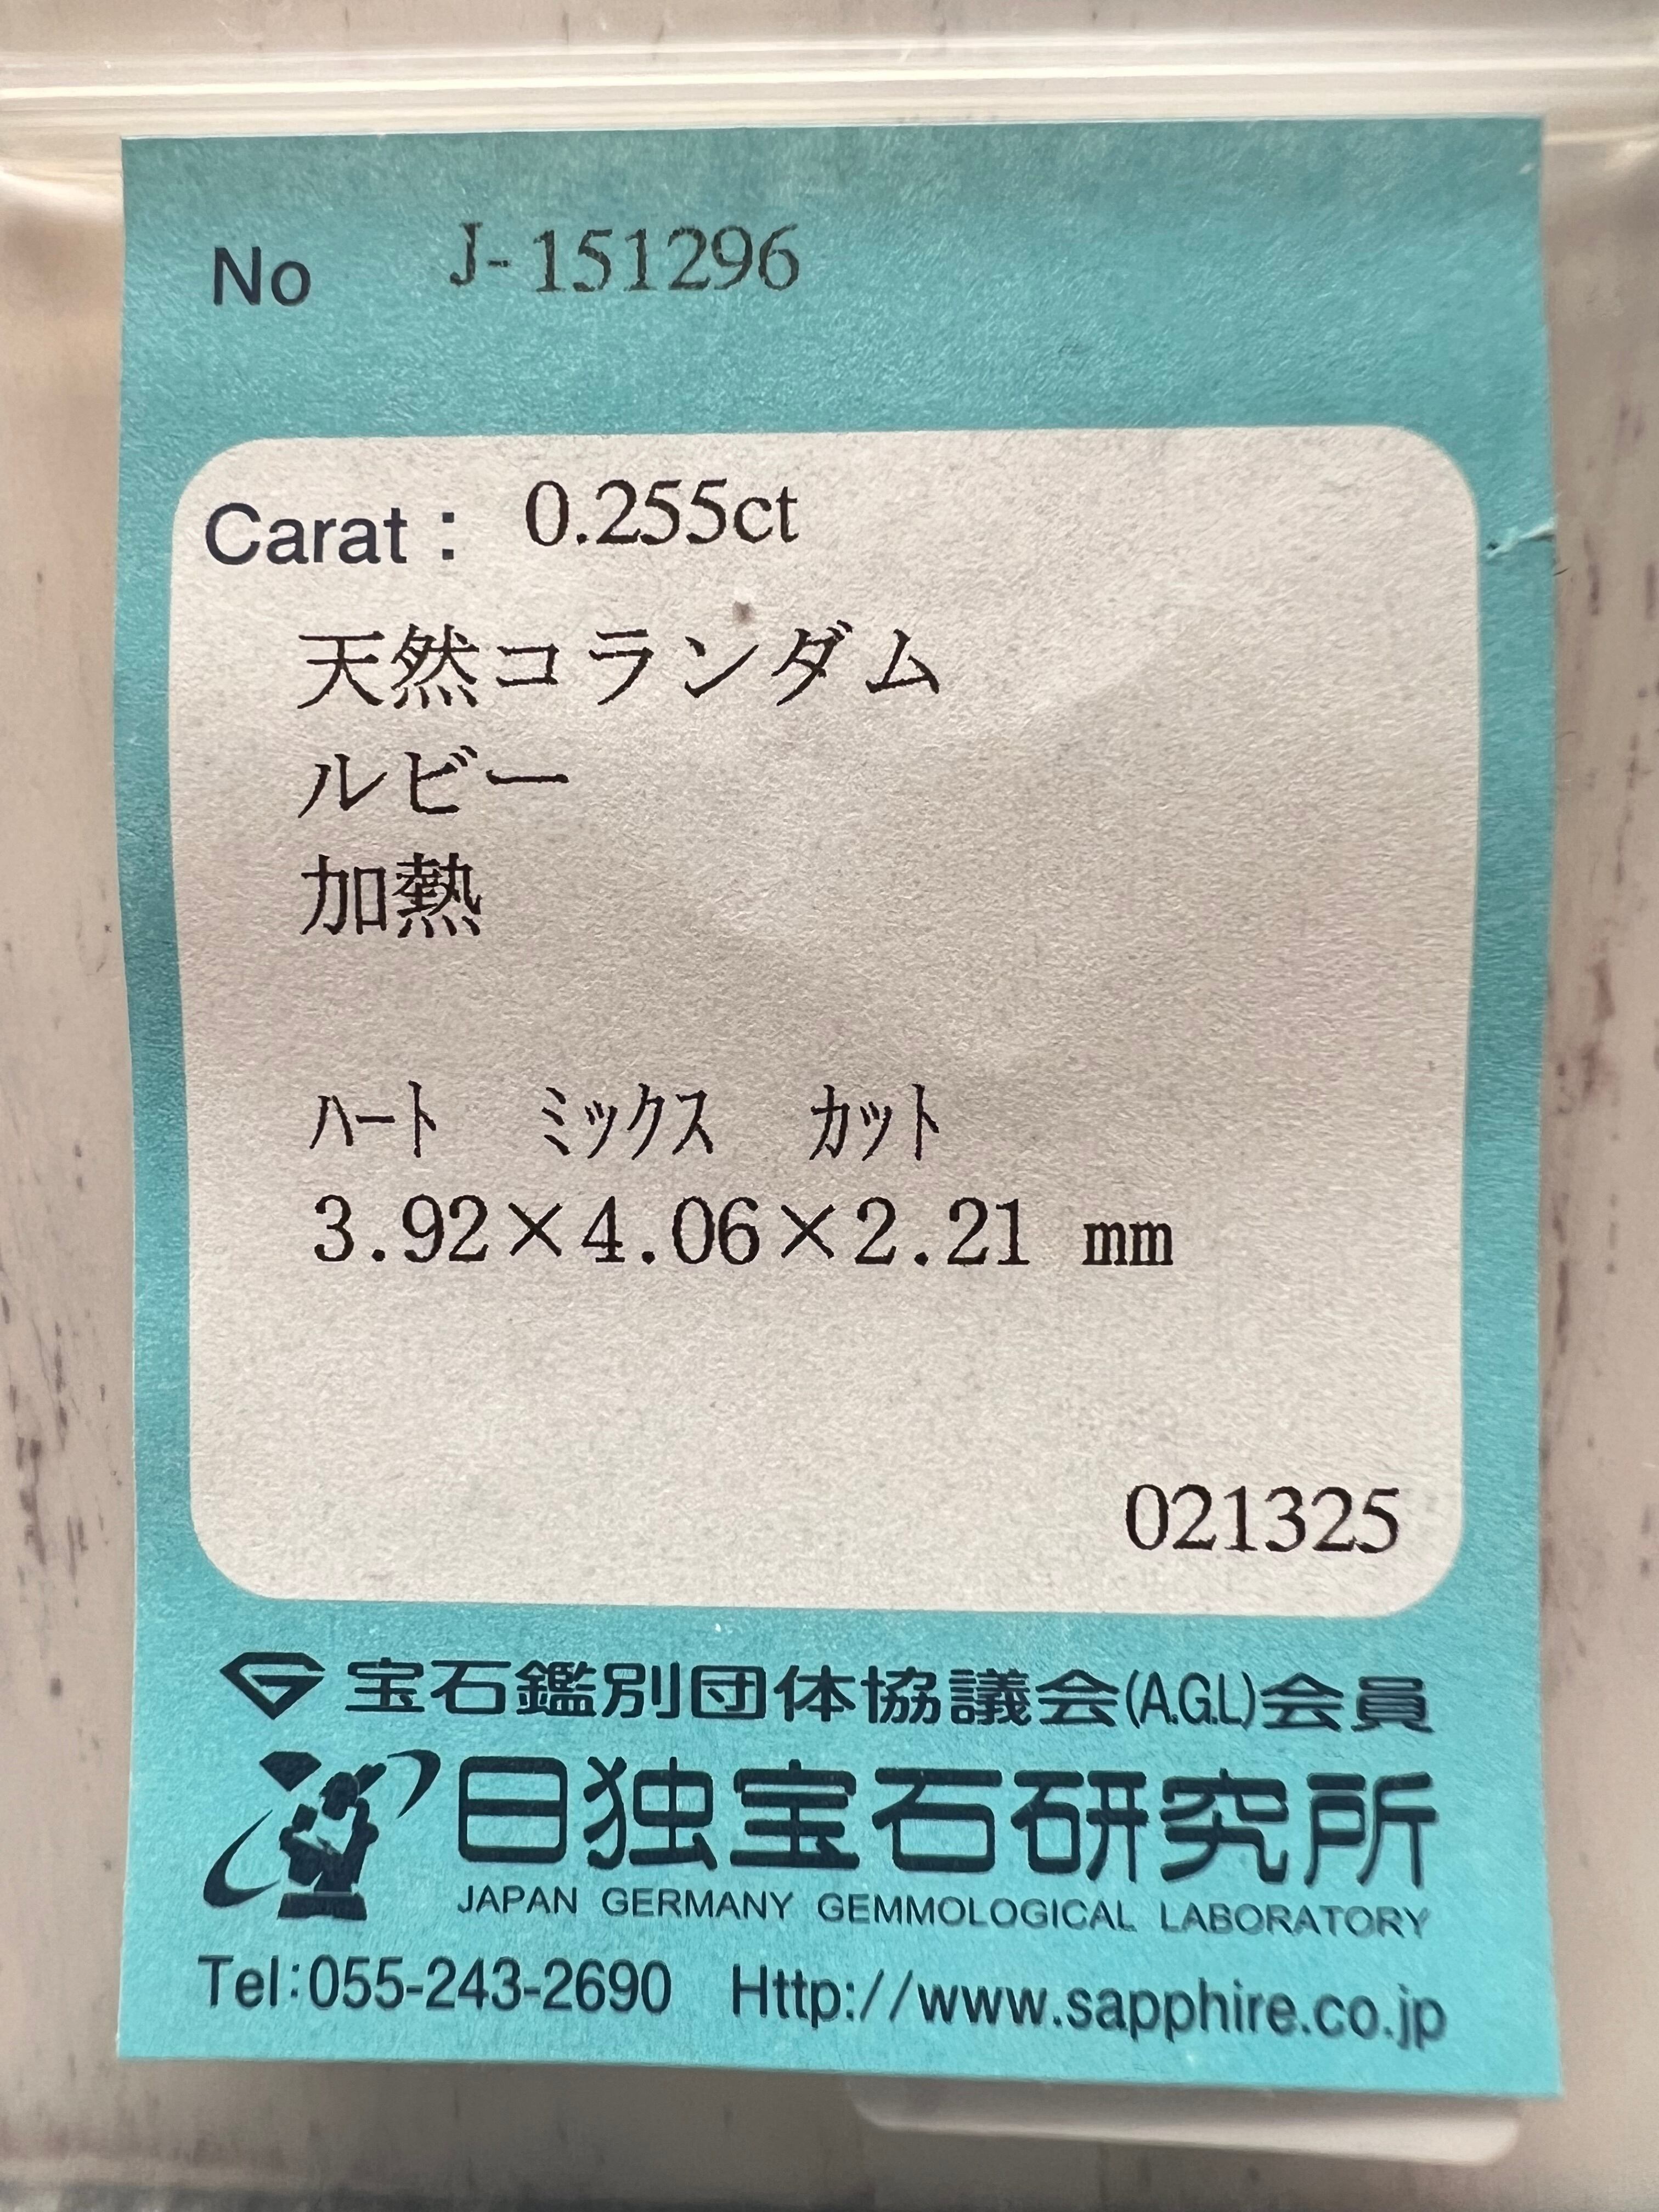 No J-151296
Carat : 0.255ct
天然コランダム
ルビー
加熱
ハート ミックス カット
3.92×4.06×2.21 mm
021325
宝石鑑別団体協議会(A.G.L)会員
日独宝石研究所
JAPAN GERMANY GEMMOLOGICAL LABORATORY
Tel:055-243-2690 Http://www.sapphire.co.jp